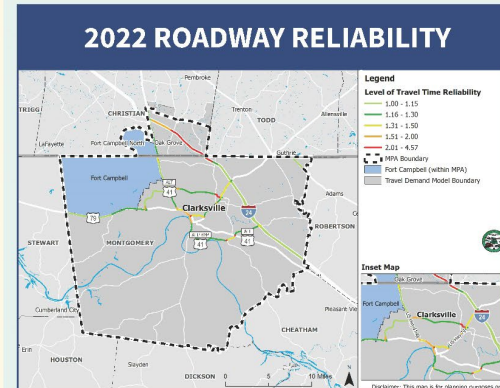 2022 ROADWAY RELIABILITY
Pembroke
TRIGG
CHRISTIAN
Trenton
TODD
Allensville
Lafayette
Fort Campbell North
Oak Grove
Guthrie
Fort Campbell
41
Adams
Clarksville
24
79
ROBERTSON
STEWART
MONTGOMERY
41
41
Cumberland City
Pleasant Vie
CHEATHAM
Erin
HOUSTON
Slayden
DICKSON
0 5 10 Miles
N
Legend
Level of Travel Time Reliability
1.00 - 1.15
1.16 - 1.30
1.31 - 1.50
1.51 - 2.00
2.01 - 4.57
MPA Boundary
Fort Campbell (within MPA)
Travel Demand Model Boundary
Inset Map
Oak Grove
Fort Campbell
Clarksville
24
Disclaimer: This map is for planning purposes o